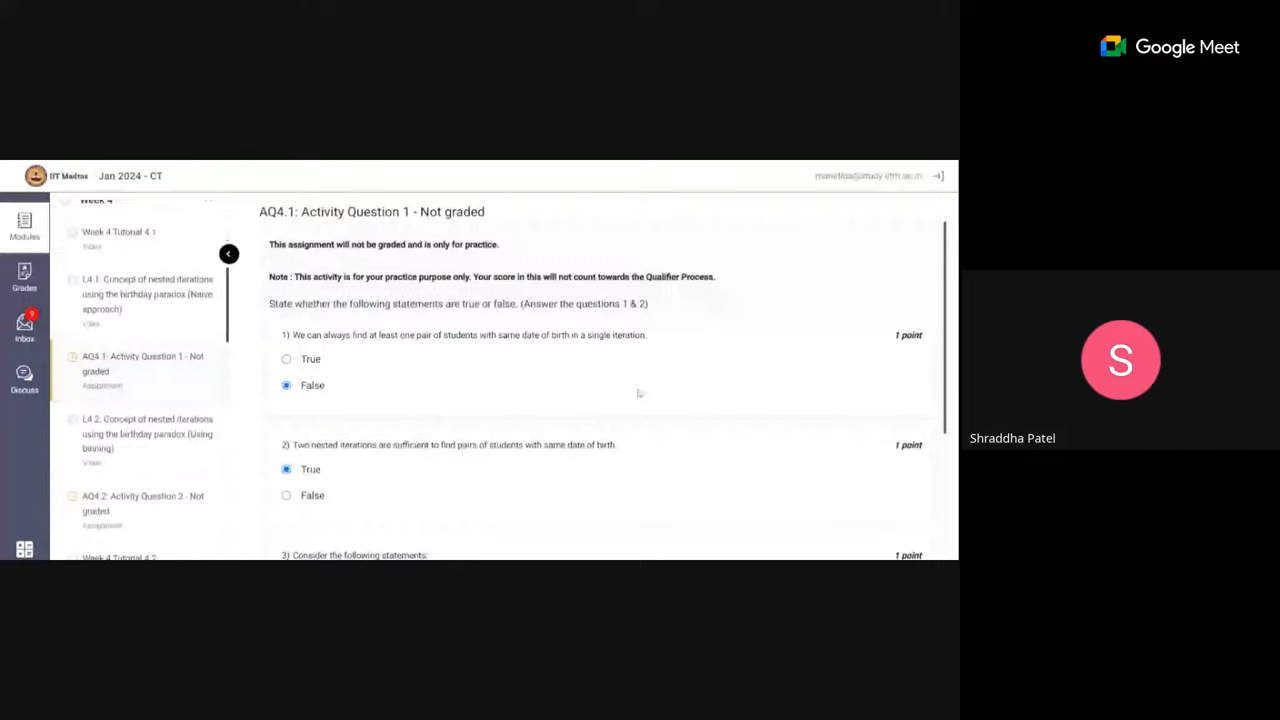 Google Meet
IIT Madras Jan 2024 - CT
Week 4
Week 4 Tutorial 4.1
Video
L4.1: Concept of nested iterations
using the birthday paradox (Naive
approach)
Video
AQ4.1: Activity Question 1 - Not
graded
Assignment
L4.2: Concept of nested iterations
using the birthday paradox (Using
binning)
Video
AQ4.2: Activity Question 2 - Not
graded
Assignment
Week 4 Tutorial 4.2
Modules
Grades
9
Inbox
Discuss
AQ4.1: Activity Question 1 - Not graded
This assignment will not be graded and is only for practice.
Note : This activity is for your practice purpose only. Your score in this will not count towards the Qualifier Process.
State whether the following statements are true or false. (Answer the questions 1 & 2)
1) We can always find at least one pair of students with same date of birth in a single iteration. 1 point
True
False
2) Two nested iterations are sufficient to find pairs of students with same date of birth. 1 point
True
False
3) Consider the following statements: 1 point
S
Shraddha Patel